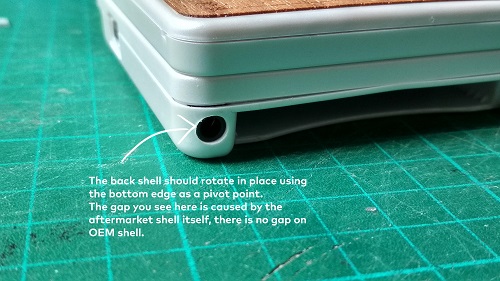 The back shell should rotate in place using
the bottom edge as a pivot point.
The gap you see here is caused by the
aftermarket shell itself, there is no gap on
OEM shell.